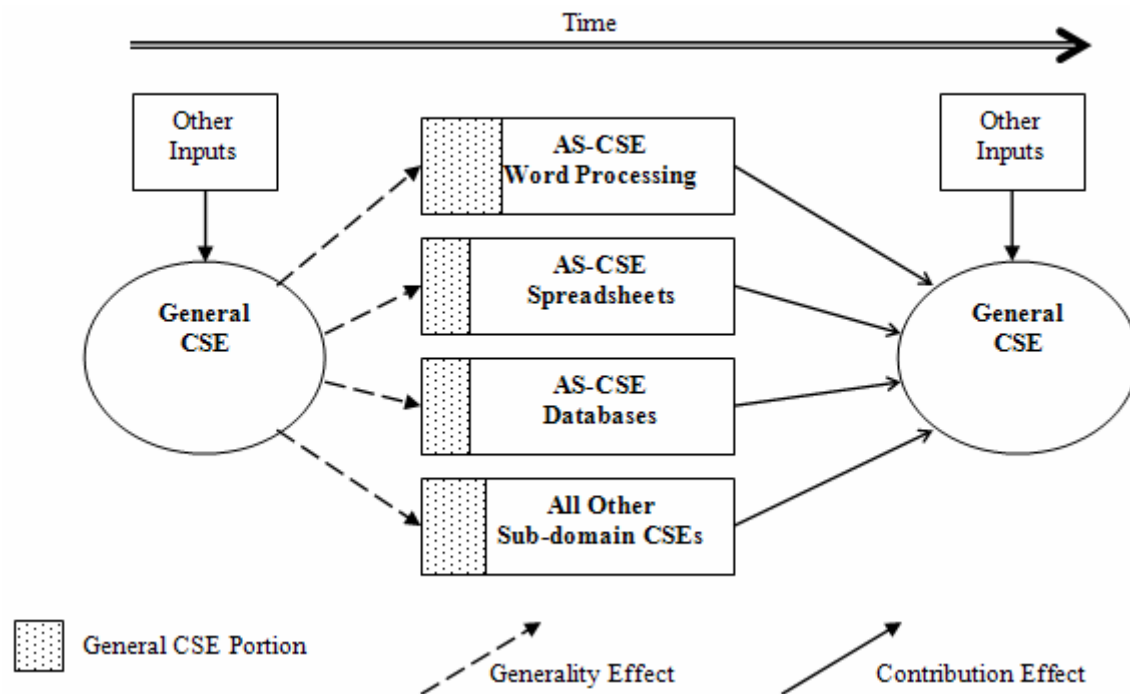 Time
Other
Inputs
Other
Inputs
AS-CSE
Word Processing
General
CSE
AS-CSE
Spreadsheets
General
CSE
AS-CSE
Databases
All Other
Sub-domain CSEs
General CSE Portion
Generality Effect
Contribution Effect